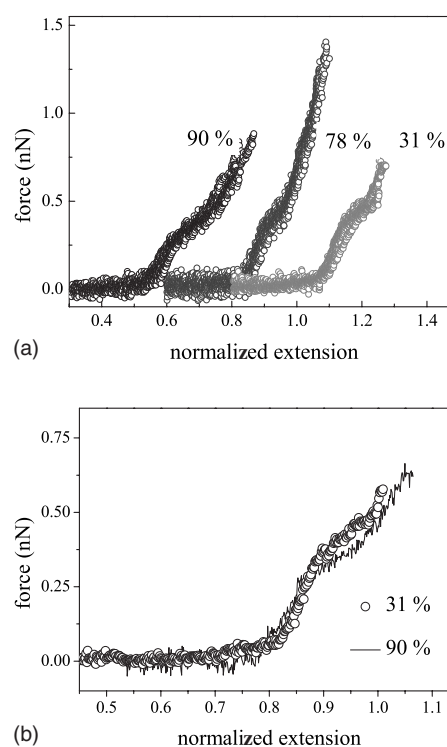 1.5
1.0
0.5
0.0
force (nN)
90 %
78 %
31 %
0.4 0.6 0.8 1.0 1.2 1.4
normalized extension
(a)
0.75
0.50
0.25
0.00
force (nN)
31 %
90 %
0.5 0.6 0.7 0.8 0.9 1.0 1.1
normalized extension
(b)